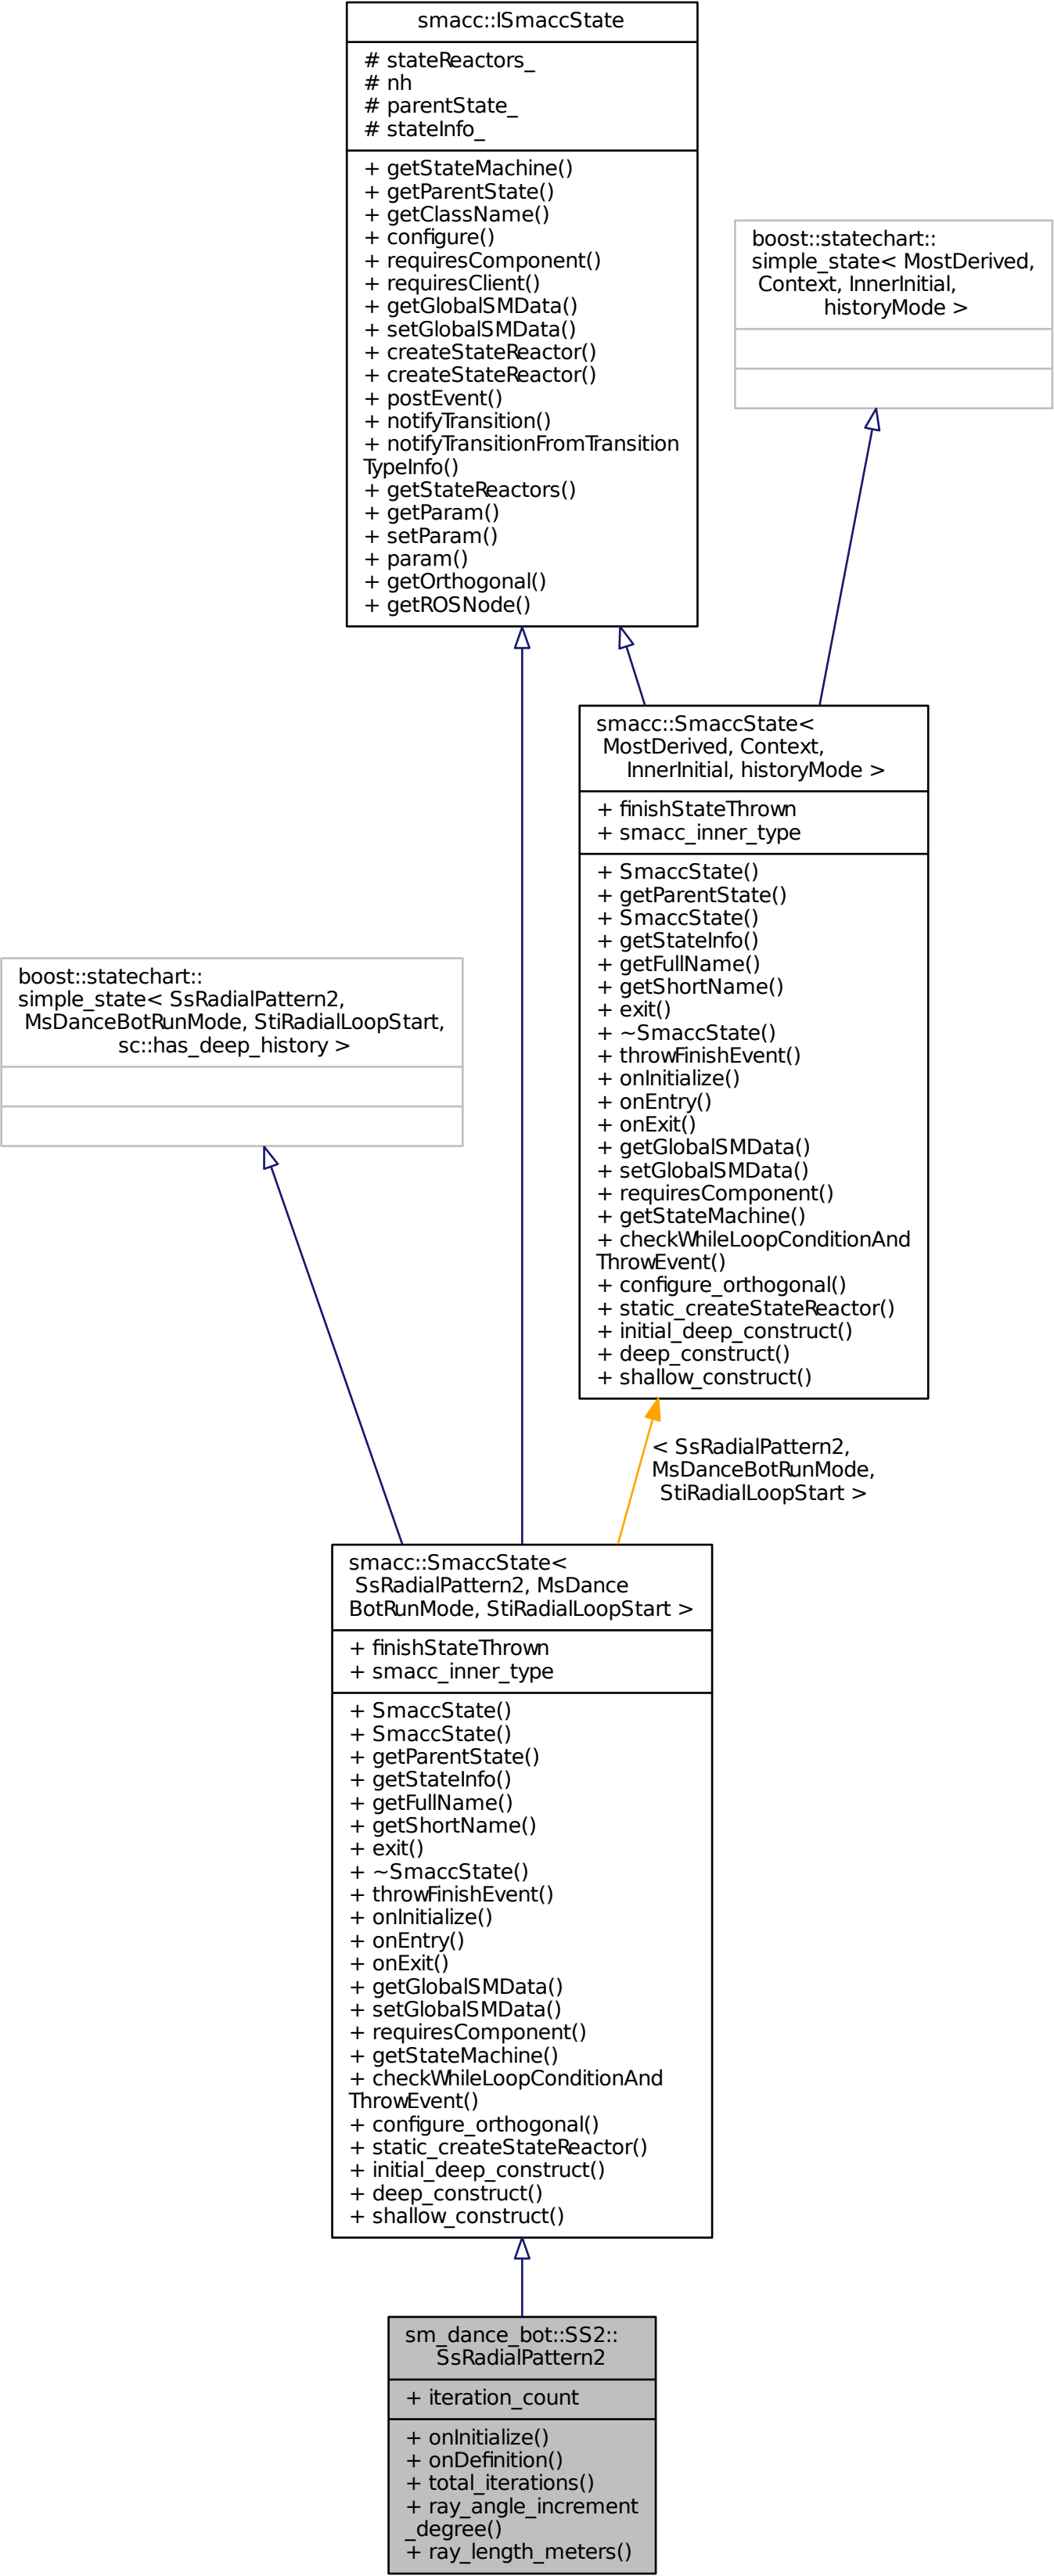 smacc::ISmaccState
# stateReactors_
# nh
# parentState_
# stateInfo_
+ getStateMachine()
+ getParentState()
+ getClassName()
+ configure()
+ requiresComponent()
+ requiresClient()
+ getGlobalSMData()
+ setGlobalSMData()
+ createStateReactor()
+ createStateReactor()
+ postEvent()
+ notifyTransition()
+ notifyTransitionFromTransition
TypeInfo()
+ getStateReactors()
+ getParam()
+ setParam()
+ param()
+ getOrthogonal()
+ getROSNode()
boost::statechart::
simple_state< MostDerived,
Context, InnerInitial,
historyMode >
smacc::SmaccState<
MostDerived, Context,
InnerInitial, historyMode >
+ finishStateThrown
+ smacc_inner_type
+ SmaccState()
+ getParentState()
+ SmaccState()
+ getStateInfo()
+ getFullName()
+ getShortName()
+ exit()
+ ~SmaccState()
+ throwFinishEvent()
+ onInitialize()
+ onEntry()
+ onExit()
+ getGlobalSMData()
+ setGlobalSMData()
+ requiresComponent()
+ getStateMachine()
+ checkWhileLoopConditionAnd
ThrowEvent()
+ configure_orthogonal()
+ static_createStateReactor()
+ initial_deep_construct()
+ deep_construct()
+ shallow_construct()
boost::statechart::
simple_state< SsRadialPattern2,
MsDanceBotRunMode, StiRadialLoopStart,
sc::has_deep_history >
< SsRadialPattern2,
MsDanceBotRunMode,
StiRadialLoopStart >
smacc::SmaccState<
SsRadialPattern2, MsDance
BotRunMode, StiRadialLoopStart >
+ finishStateThrown
+ smacc_inner_type
+ SmaccState()
+ SmaccState()
+ getParentState()
+ getStateInfo()
+ getFullName()
+ getShortName()
+ exit()
+ ~SmaccState()
+ throwFinishEvent()
+ onInitialize()
+ onEntry()
+ onExit()
+ getGlobalSMData()
+ setGlobalSMData()
+ requiresComponent()
+ getStateMachine()
+ checkWhileLoopConditionAnd
ThrowEvent()
+ configure_orthogonal()
+ static_createStateReactor()
+ initial_deep_construct()
+ deep_construct()
+ shallow_construct()
sm_dance_bot::SS2::
SsRadialPattern2
+ iteration_count
+ onInitialize()
+ onDefinition()
+ total_iterations()
+ ray_angle_increment
_degree()
+ ray_length_meters()